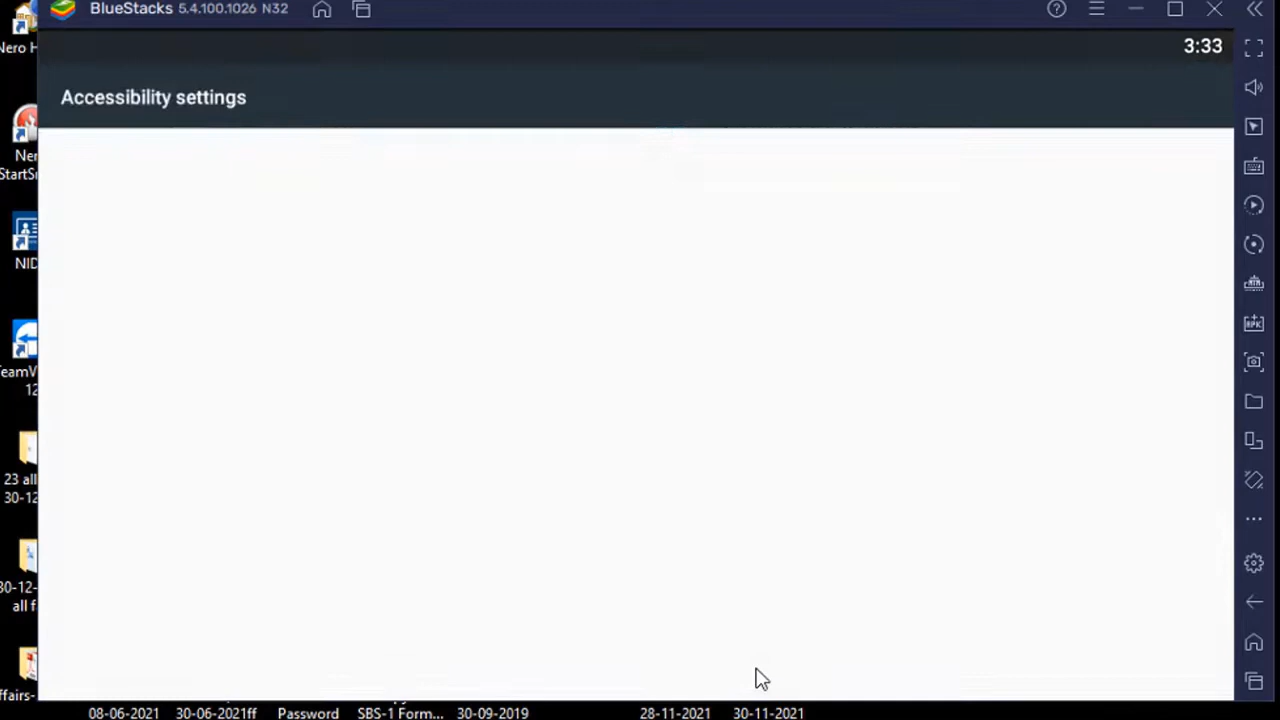 BlueStacks 5.4.100.1026 N32
3:33
Accessibility settings
Nero H
Ner
StartSm
NID
TeamV
12
23 all
30-12
30-12-
all f
ffairs-
08-06-2021
30-06-2021ff
Password
SBS-1 Form...
30-09-2019
28-11-2021
30-11-2021